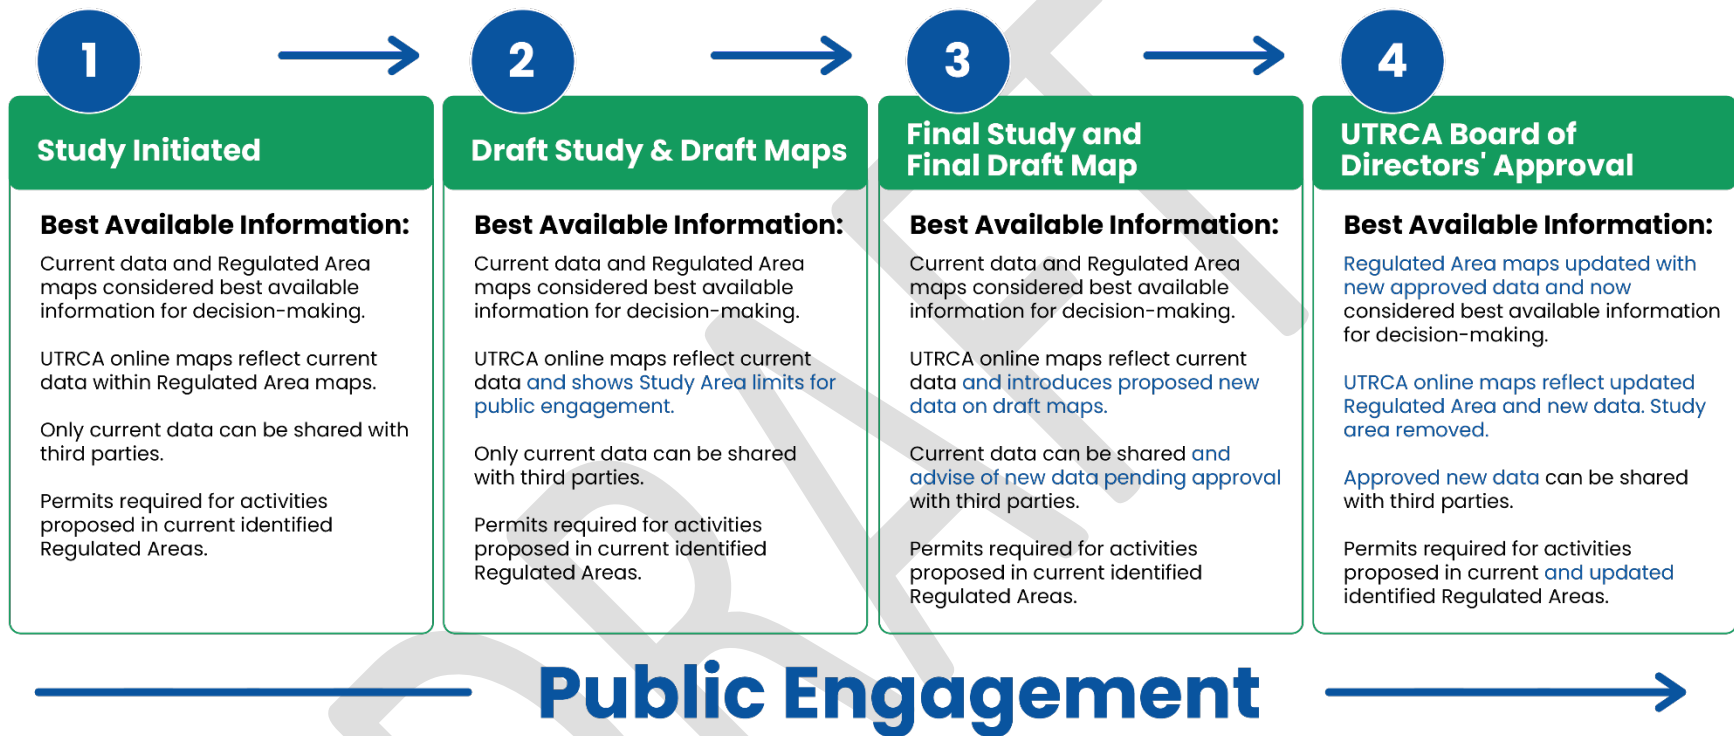 1
Study Initiated
Best Available Information:
Current data and Regulated Area
maps considered best available
information for decision-making.
UTRCA online maps reflect current
data within Regulated Area maps.
Only current data can be shared with
third parties.
Permits required for activities
proposed in current identified
Regulated Areas.
2
Draft Study & Draft Maps
Best Available Information:
Current data and Regulated Area
maps considered best available
information for decision-making.
UTRCA online maps reflect current
data and shows Study Area limits for
public engagement.
Only current data can be shared
with third parties.
Permits required for activities
proposed in current identified
Regulated Areas.
3
Final Study and
Final Draft Map
Best Available Information:
Current data and Regulated Area
maps considered best available
information for decision-making.
UTRCA online maps reflect current
data and introduces proposed new
data on draft maps.
Current data can be shared and
advise of new data pending approval
with third parties.
Permits required for activities
proposed in current identified
Regulated Areas.
4
UTRCA Board of
Directors' Approval
Best Available Information:
Regulated Area maps updated with
new approved data and now
considered best available information
for decision-making.
UTRCA online maps reflect updated
Regulated Area and new data. Study
area removed.
Approved new data can be shared
with third parties.
Permits required for activities
proposed in current and updated
identified Regulated Areas.
Public Engagement
DRAFT